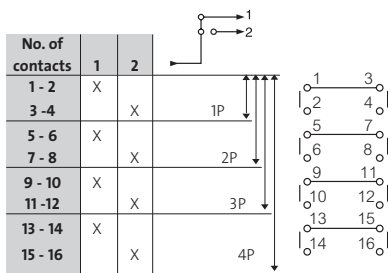 1
2
No. of
contacts 1 2
1 - 2 X
3 -4 X 1P
5 - 6 X
7 - 8 X 2P
9 - 10 X
11 -12 X 3P
13 - 14 X
15 - 16 X 4P
1 3
2 4
5 7
6 8
9 11
10 12
13 15
14 16